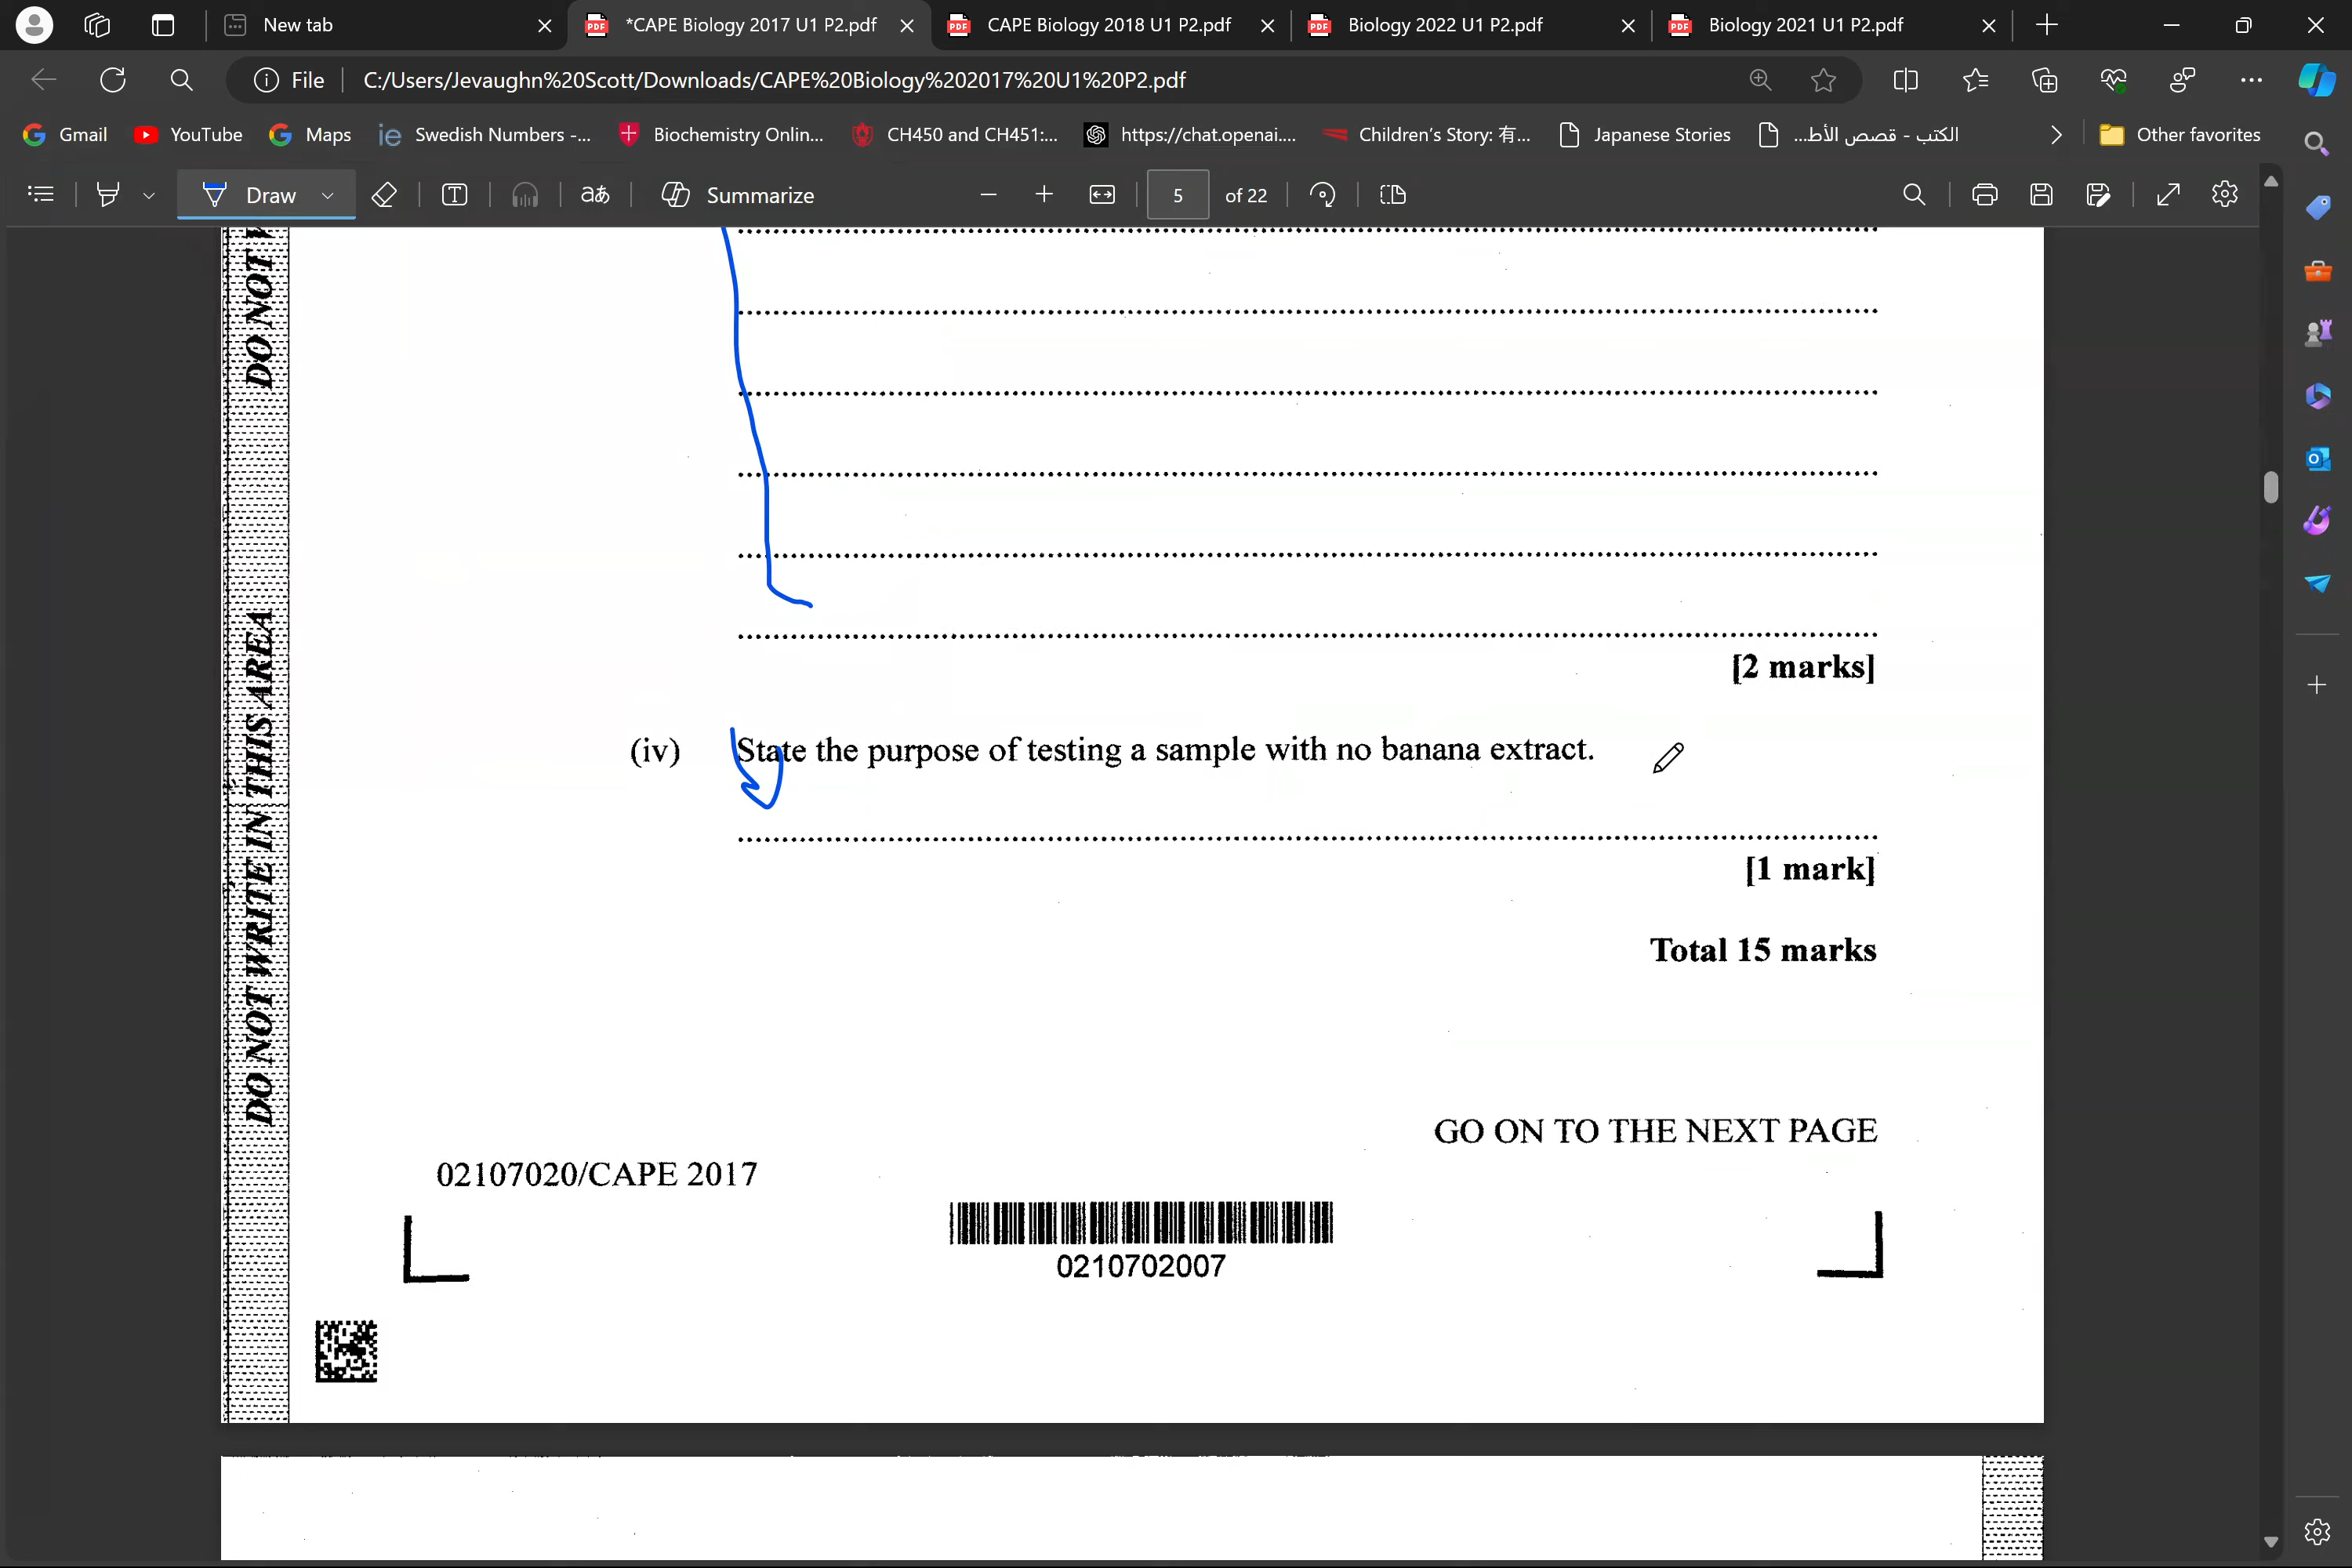 New tab
*CAPE Biology 2017 U1 P2.pdf
CAPE Biology 2018 U1 P2.pdf
Biology 2022 U1 P2.pdf
Biology 2021 U1 P2.pdf
File
C:/Users/Jevaughn%20Scott/Downloads/CAPE%20Biology%202017%20U1%20P2.pdf
Gmail
YouTube
Maps
Swedish Numbers -...
Biochemistry Onlin...
CH450 and CH451:...
https://chat.openai....
Children's Story: 有...
Japanese Stories
الكتب - قصص الأط...
Other favorites
Draw
aあ
Summarize
5
of 22
DO NOT
DO NOT WRITE IN THIS AREA
[2 marks]
(iv) State the purpose of testing a sample with no banana extract.
[1 mark]
Total 15 marks
GO ON TO THE NEXT PAGE
02107020/CAPE 2017
0210702007